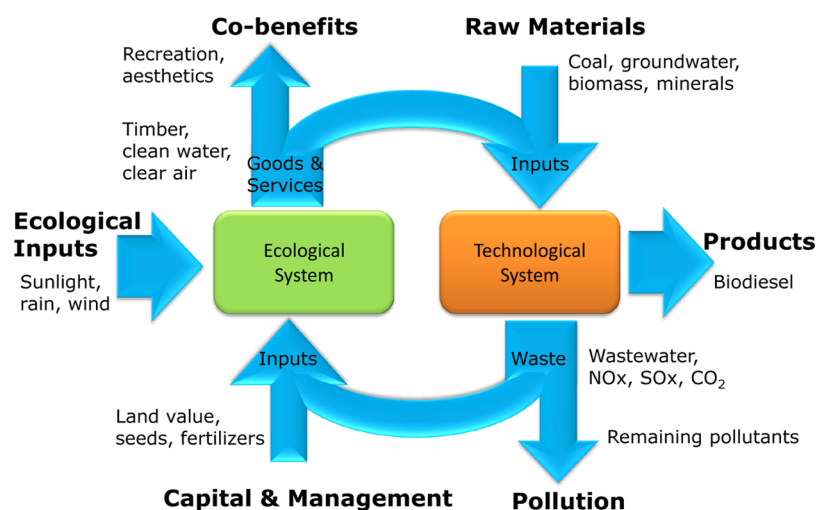 Co-benefits
Raw Materials
Recreation,
aesthetics
Coal, groundwater,
biomass, minerals
Timber,
clean water,
clear air
Goods &
Services
Inputs
Ecological
Inputs
Sunlight,
rain, wind
Ecological
System
Technological
System
Products
Biodiesel
Inputs
Waste
Wastewater,
NOx, SOx, CO₂
Land value,
seeds, fertilizers
Remaining pollutants
Capital & Management
Pollution